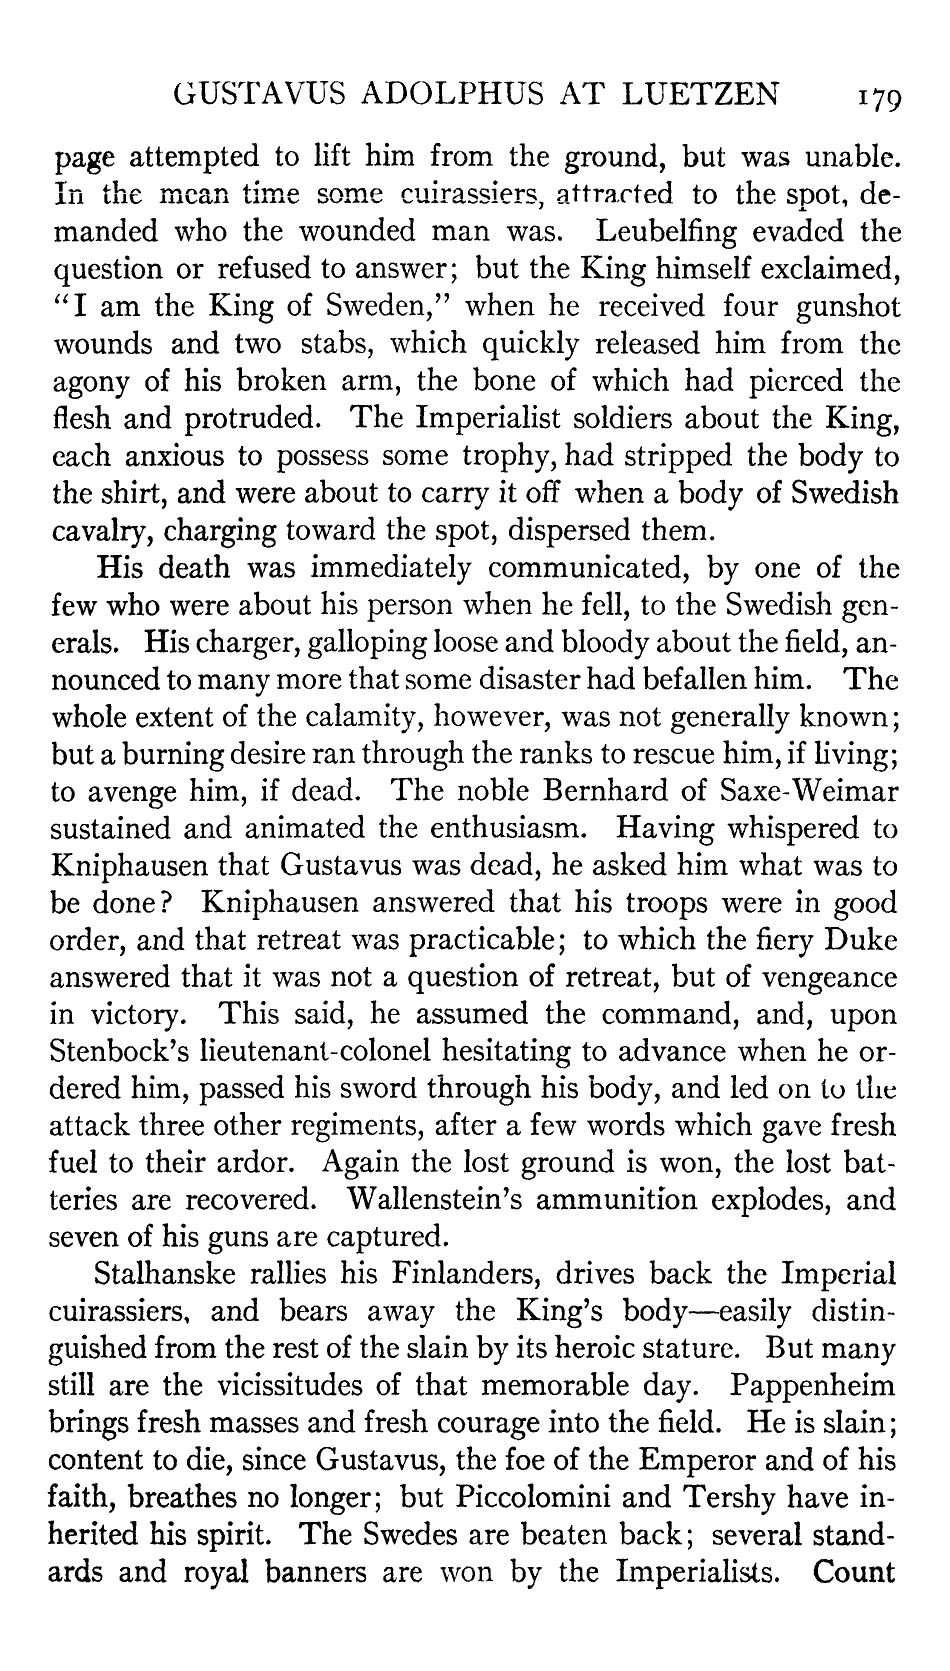 GUSTAVUS ADOLPHUS AT LUETZEN 179
page attempted to lift him from the ground, but was unable.
In the mean time some cuirassiers, attracted to the spot, de-
manded who the wounded man was. Leubelfing evaded the
question or refused to answer; but the King himself exclaimed,
“I am the King of Sweden,” when he received four gunshot
wounds and two stabs, which quickly released him from the
agony of his broken arm, the bone of which had pierced the
flesh and protruded. The Imperialist soldiers about the King,
each anxious to possess some trophy, had stripped the body to
the shirt, and were about to carry it off when a body of Swedish
cavalry, charging toward the spot, dispersed them.
His death was immediately communicated, by one of the
few who were about his person when he fell, to the Swedish gen-
erals. His charger, galloping loose and bloody about the field, an-
nounced to many more that some disaster had befallen him. The
whole extent of the calamity, however, was not generally known;
but a burning desire ran through the ranks to rescue him, if living;
to avenge him, if dead. The noble Bernhard of Saxe-Weimar
sustained and animated the enthusiasm. Having whispered to
Kniphausen that Gustavus was dead, he asked him what was to
be done? Kniphausen answered that his troops were in good
order, and that retreat was practicable; to which the fiery Duke
answered that it was not a question of retreat, but of vengeance
in victory. This said, he assumed the command, and, upon
Stenbock’s lieutenant-colonel hesitating to advance when he or-
dered him, passed his sword through his body, and led on to the
attack three other regiments, after a few words which gave fresh
fuel to their ardor. Again the lost ground is won, the lost bat-
teries are recovered. Wallenstein’s ammunition explodes, and
seven of his guns are captured.
Stalhanske rallies his Finlanders, drives back the Imperial
cuirassiers, and bears away the King’s body—easily distin-
guished from the rest of the slain by its heroic stature. But many
still are the vicissitudes of that memorable day. Pappenheim
brings fresh masses and fresh courage into the field. He is slain;
content to die, since Gustavus, the foe of the Emperor and of his
faith, breathes no longer; but Piccolomini and Tershy have in-
herited his spirit. The Swedes are beaten back; several stand-
ards and royal banners are won by the Imperialists. Count